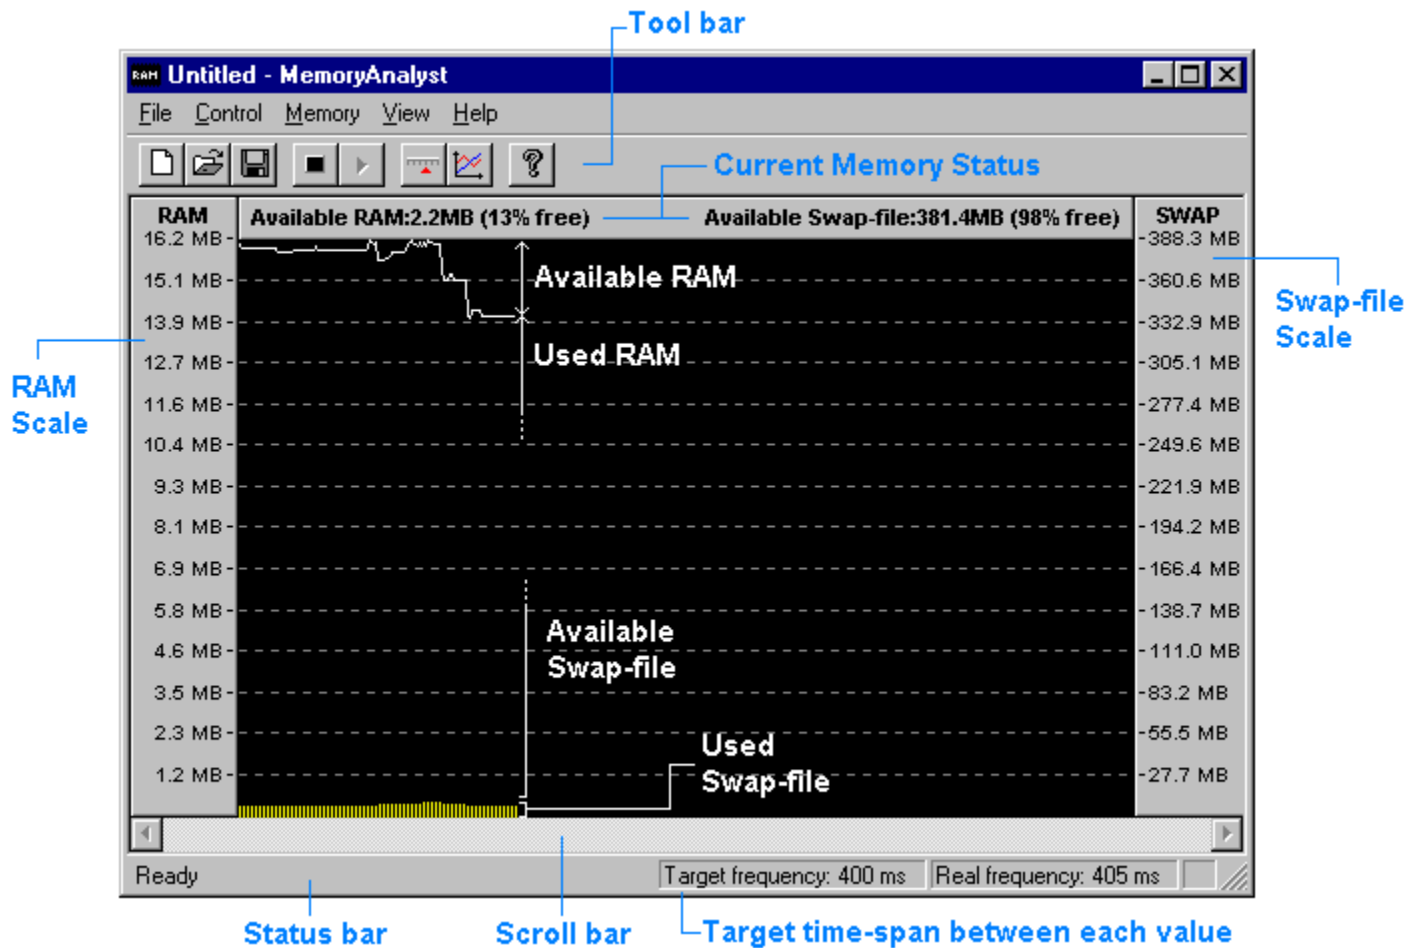 Tool bar
RAM Untitled - MemoryAnalyst
File Control Memory View Help
Current Memory Status
RAM Available RAM:2.2MB (13% free) Available Swap-file:381.4MB (98% free) SWAP
16.2 MB 388.3 MB
Available RAM
15.1 MB 360.6 MB
Swap-file
Scale
13.9 MB 332.9 MB
Used RAM
12.7 MB 305.1 MB
RAM
Scale
11.6 MB 277.4 MB
10.4 MB 249.6 MB
9.3 MB 221.9 MB
8.1 MB 194.2 MB
6.9 MB 166.4 MB
5.8 MB 138.7 MB
Available
Swap-file
4.6 MB 111.0 MB
3.5 MB 83.2 MB
2.3 MB 55.5 MB
Used
Swap-file
1.2 MB 27.7 MB
Ready Target frequency: 400 ms Real frequency: 405 ms
Status bar Scroll bar Target time-span between each value